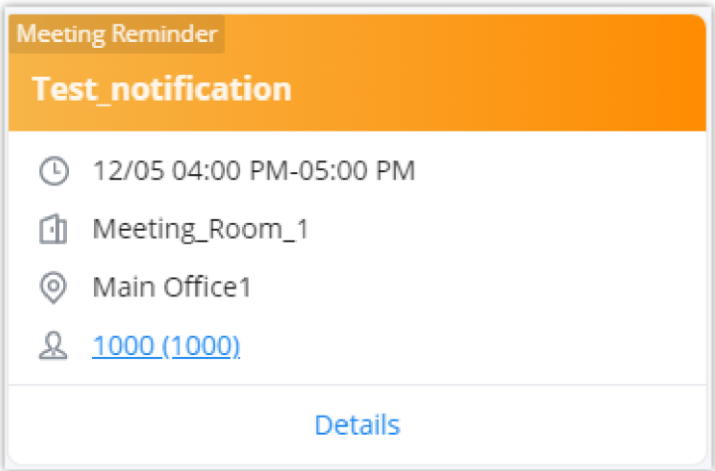 Meeting Reminder
Test_notification
12/05 04:00 PM-05:00 PM
Meeting_Room_1
Main Office1
1000 (1000)
Details